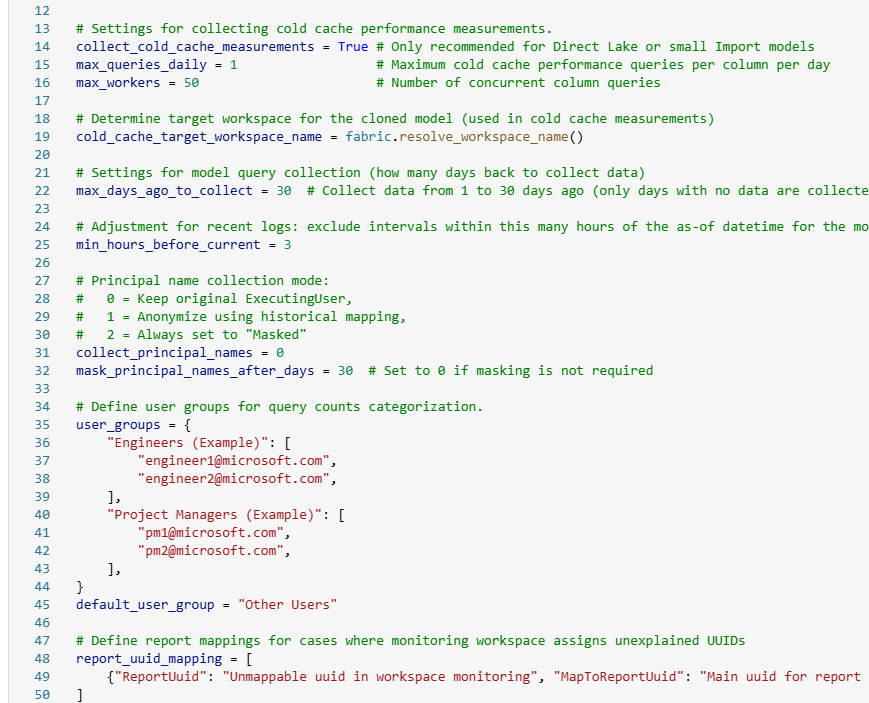 12
13 # Settings for collecting cold cache performance measurements.
14 collect_cold_cache_measurements = True # Only recommended for Direct Lake or small Import models
15 max_queries_daily = 1 # Maximum cold cache performance queries per column per day
16 max_workers = 50 # Number of concurrent column queries
17
18 # Determine target workspace for the cloned model (used in cold cache measurements)
19 cold_cache_target_workspace_name = fabric.resolve_workspace_name()
20
21 # Settings for model query collection (how many days back to collect data)
22 max_days_ago_to_collect = 30 # Collect data from 1 to 30 days ago (only days with no data are collecte
23
24 # Adjustment for recent logs: exclude intervals within this many hours of the as-of datetime for the mo
25 min_hours_before_current = 3
26
27 # Principal name collection mode:
28 #   0 = Keep original ExecutingUser,
29 #   1 = Anonymize using historical mapping,
30 #   2 = Always set to "Masked"
31 collect_principal_names = 0
32 mask_principal_names_after_days = 30 # Set to 0 if masking is not required
33
34 # Define user groups for query counts categorization.
35 user_groups = {
36     "Engineers (Example)": [
37         "engineer1@microsoft.com",
38         "engineer2@microsoft.com",
39     ],
40     "Project Managers (Example)": [
41         "pm1@microsoft.com",
42         "pm2@microsoft.com",
43     ],
44 }
45 default_user_group = "Other Users"
46
47 # Define report mappings for cases where monitoring workspace assigns unexplained UUIDs
48 report_uuid_mapping = [
49     {"ReportUuid": "Unmappable uuid in workspace monitoring", "MapToReportUuid": "Main uuid for report
50 ]